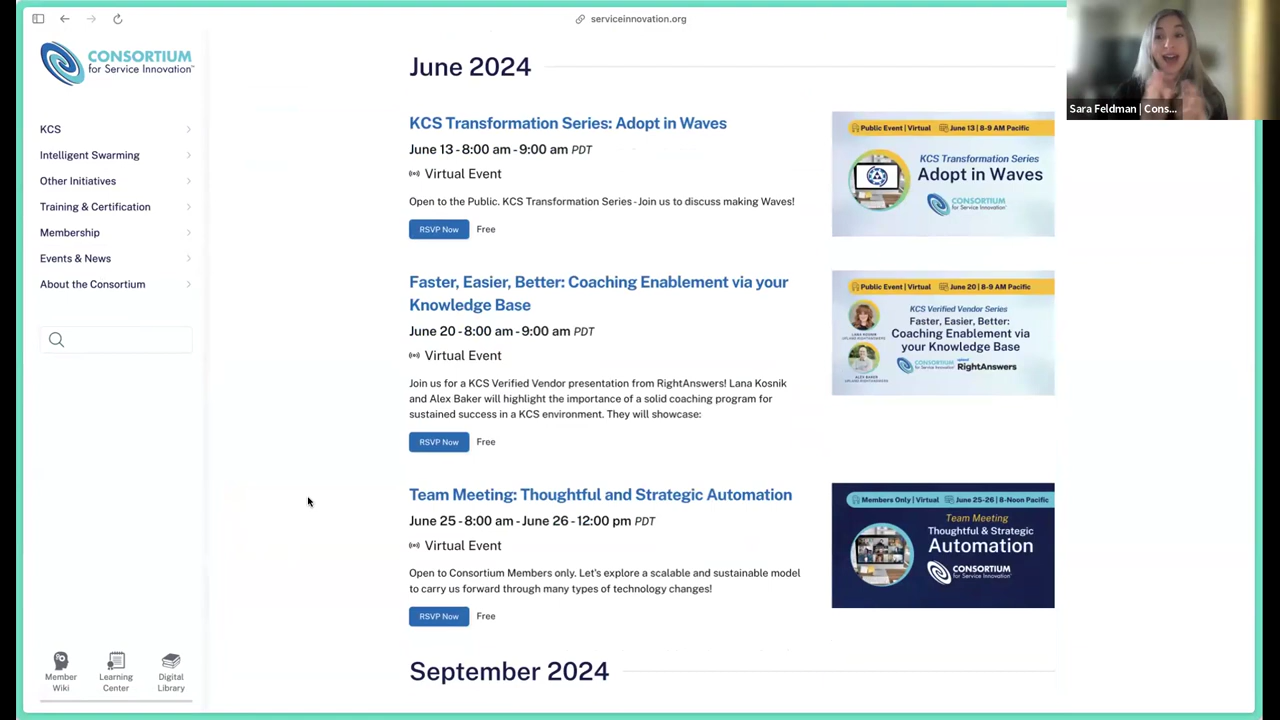 serviceinnovation.org
Sara Feldman | Cons...
CONSORTIUM
for Service Innovation™
KCS
Intelligent Swarming
Other Initiatives
Training & Certification
Membership
Events & News
About the Consortium
Member
Wiki
Learning
Center
Digital
Library
June 2024
KCS Transformation Series: Adopt in Waves
June 13 - 8:00 am - 9:00 am PDT
Virtual Event
Open to the Public. KCS Transformation Series - Join us to discuss making Waves!
RSVP Now Free
Public Event | Virtual June 13 | 8-9 AM Pacific
KCS Transformation Series
Adopt in Waves
CONSORTIUM
for Service Innovation
Faster, Easier, Better: Coaching Enablement via your
Knowledge Base
June 20 - 8:00 am - 9:00 am PDT
Virtual Event
Join us for a KCS Verified Vendor presentation from RightAnswers! Lana Kosnik
and Alex Baker will highlight the importance of a solid coaching program for
sustained success in a KCS environment. They will showcase:
RSVP Now Free
Public Event | Virtual June 20 | 8-9 AM Pacific
KCS Verified Vendor Series
Faster, Easier, Better:
Coaching Enablement via
your Knowledge Base
LANA KOSNIK
ALEX BAKER
CONSORTIUM
for Service Innovation
RightAnswers
Team Meeting: Thoughtful and Strategic Automation
June 25 - 8:00 am - June 26 - 12:00 pm PDT
Virtual Event
Open to Consortium Members only. Let's explore a scalable and sustainable model
to carry us forward through many types of technology changes!
RSVP Now Free
Members Only | Virtual June 25-26 | 8-Noon Pacific
Team Meeting
Thoughtful & Strategic
Automation
CONSORTIUM
for Service Innovation
September 2024